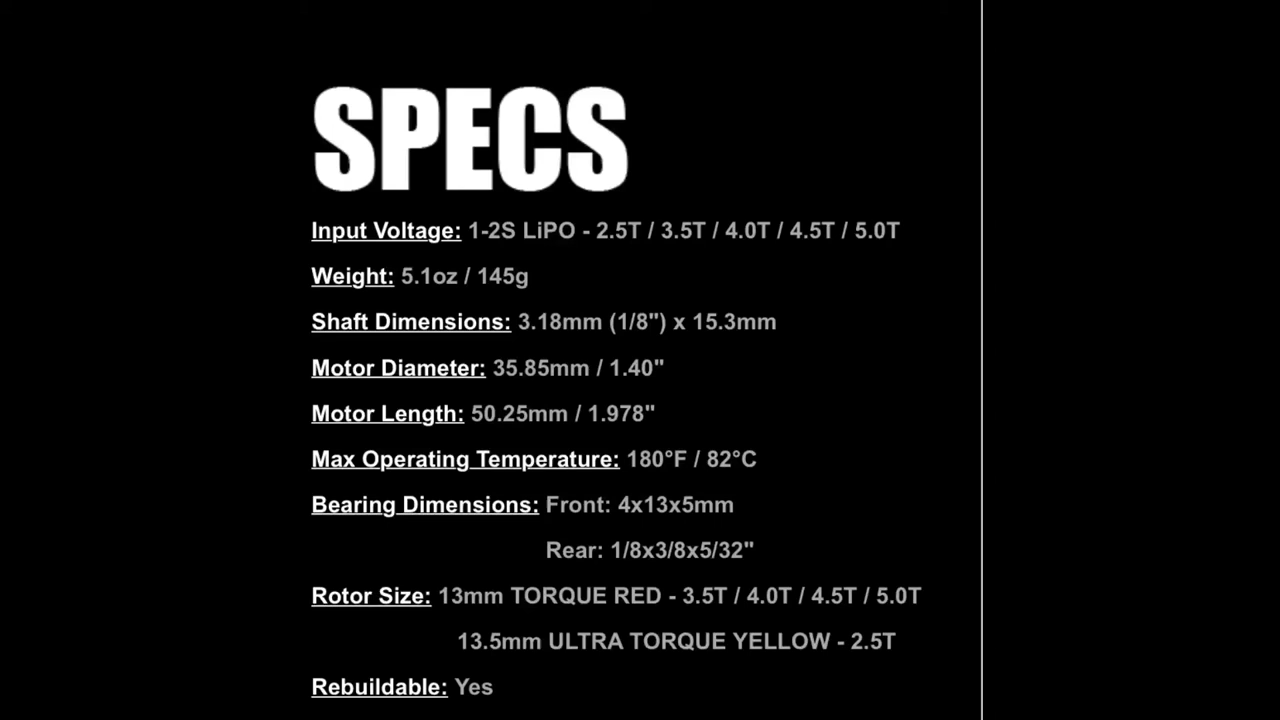 SPECS
Input Voltage: 1-2S LiPO - 2.5T / 3.5T / 4.0T / 4.5T / 5.0T
Weight: 5.1oz / 145g
Shaft Dimensions: 3.18mm (1/8") x 15.3mm
Motor Diameter: 35.85mm / 1.40"
Motor Length: 50.25mm / 1.978"
Max Operating Temperature: 180°F / 82°C
Bearing Dimensions: Front: 4x13x5mm
Rear: 1/8x3/8x5/32"
Rotor Size: 13mm TORQUE RED - 3.5T / 4.0T / 4.5T / 5.0T
13.5mm ULTRA TORQUE YELLOW - 2.5T
Rebuildable: Yes